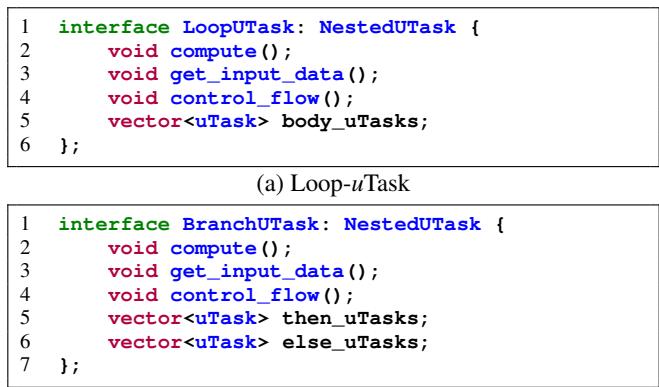 1 interface LoopUTask: NestedUTask {
2 void compute();
3 void get_input_data();
4 void control_flow();
5 vector<uTask> body_uTasks;
6 };
(a) Loop-uTask
1 interface BranchUTask: NestedUTask {
2 void compute();
3 void get_input_data();
4 void control_flow();
5 vector<uTask> then_uTasks;
6 vector<uTask> else_uTasks;
7 };